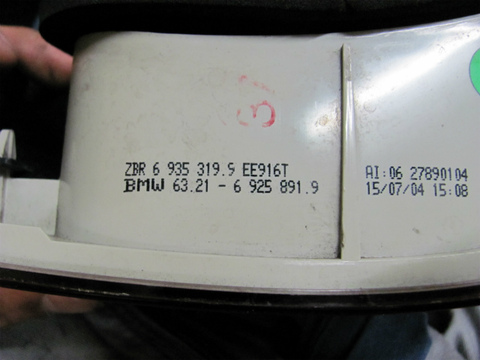 37
ZBR 6 935 319.9 EE916T
BMW 63.21 - 6 925 891.9
AI:06 27890104
15/07/04 15:08